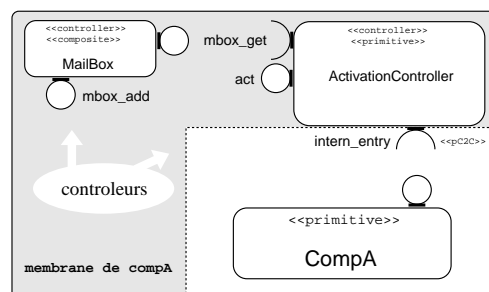 <<controller>>
<<composite>>
MailBox
mbox_get
<<controller>>
<<primitive>>
ActivationController
act
mbox_add
intern_entry
<<pC2C>>
controleurs
<<primitive>>
CompA
membrane de compA